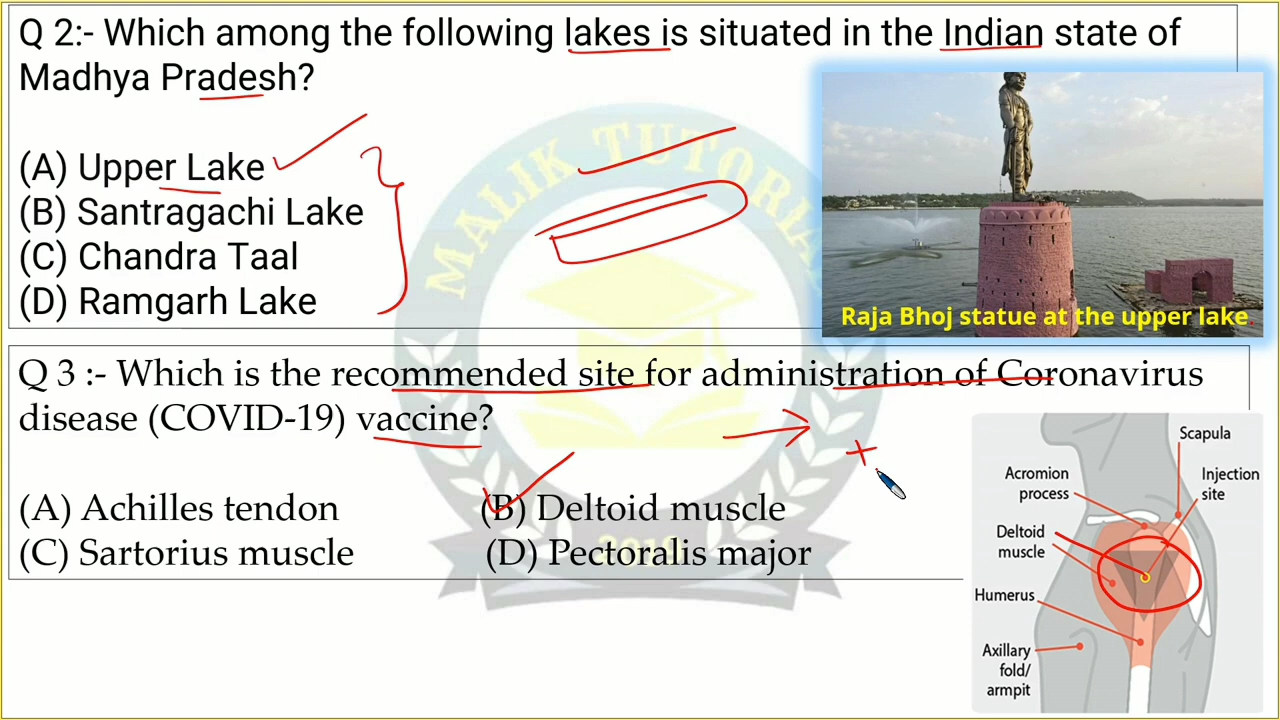 Q 2:- Which among the following lakes is situated in the Indian state of
Madhya Pradesh?
(A) Upper Lake
(B) Santragachi Lake
(C) Chandra Taal
(D) Ramgarh Lake
Raja Bhoj statue at the upper lake.
MALIK TUTORIA
Q 3 :- Which is the recommended site for administration of Coronavirus
disease (COVID-19) vaccine?
(A) Achilles tendon
(B) Deltoid muscle
(C) Sartorius muscle
(D) Pectoralis major
Scapula
Acromion
process
Injection
site
Deltoid
muscle
Humerus
Axillary
fold/
armpit